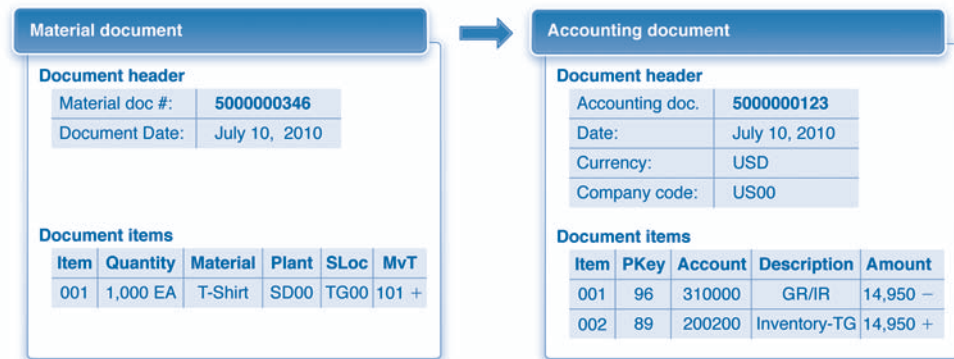 Material document
Document header
Material doc #: 5000000346
Document Date: July 10, 2010
Document items
Item Quantity Material Plant SLoc MvT
001 1,000 EA T-Shirt SD00 TG00 101 +
Accounting document
Document header
Accounting doc. 5000000123
Date: July 10, 2010
Currency: USD
Company code: US00
Document items
Item PKey Account Description Amount
001 96 310000 GR/IR 14,950 −
002 89 200200 Inventory-TG 14,950 +